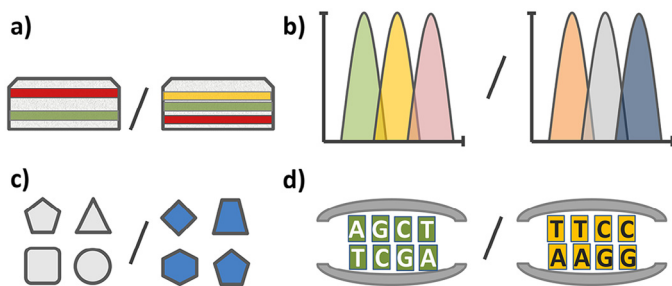 a)
b)
c)
d)
AGCT
TCGA
TTCC
AAGG